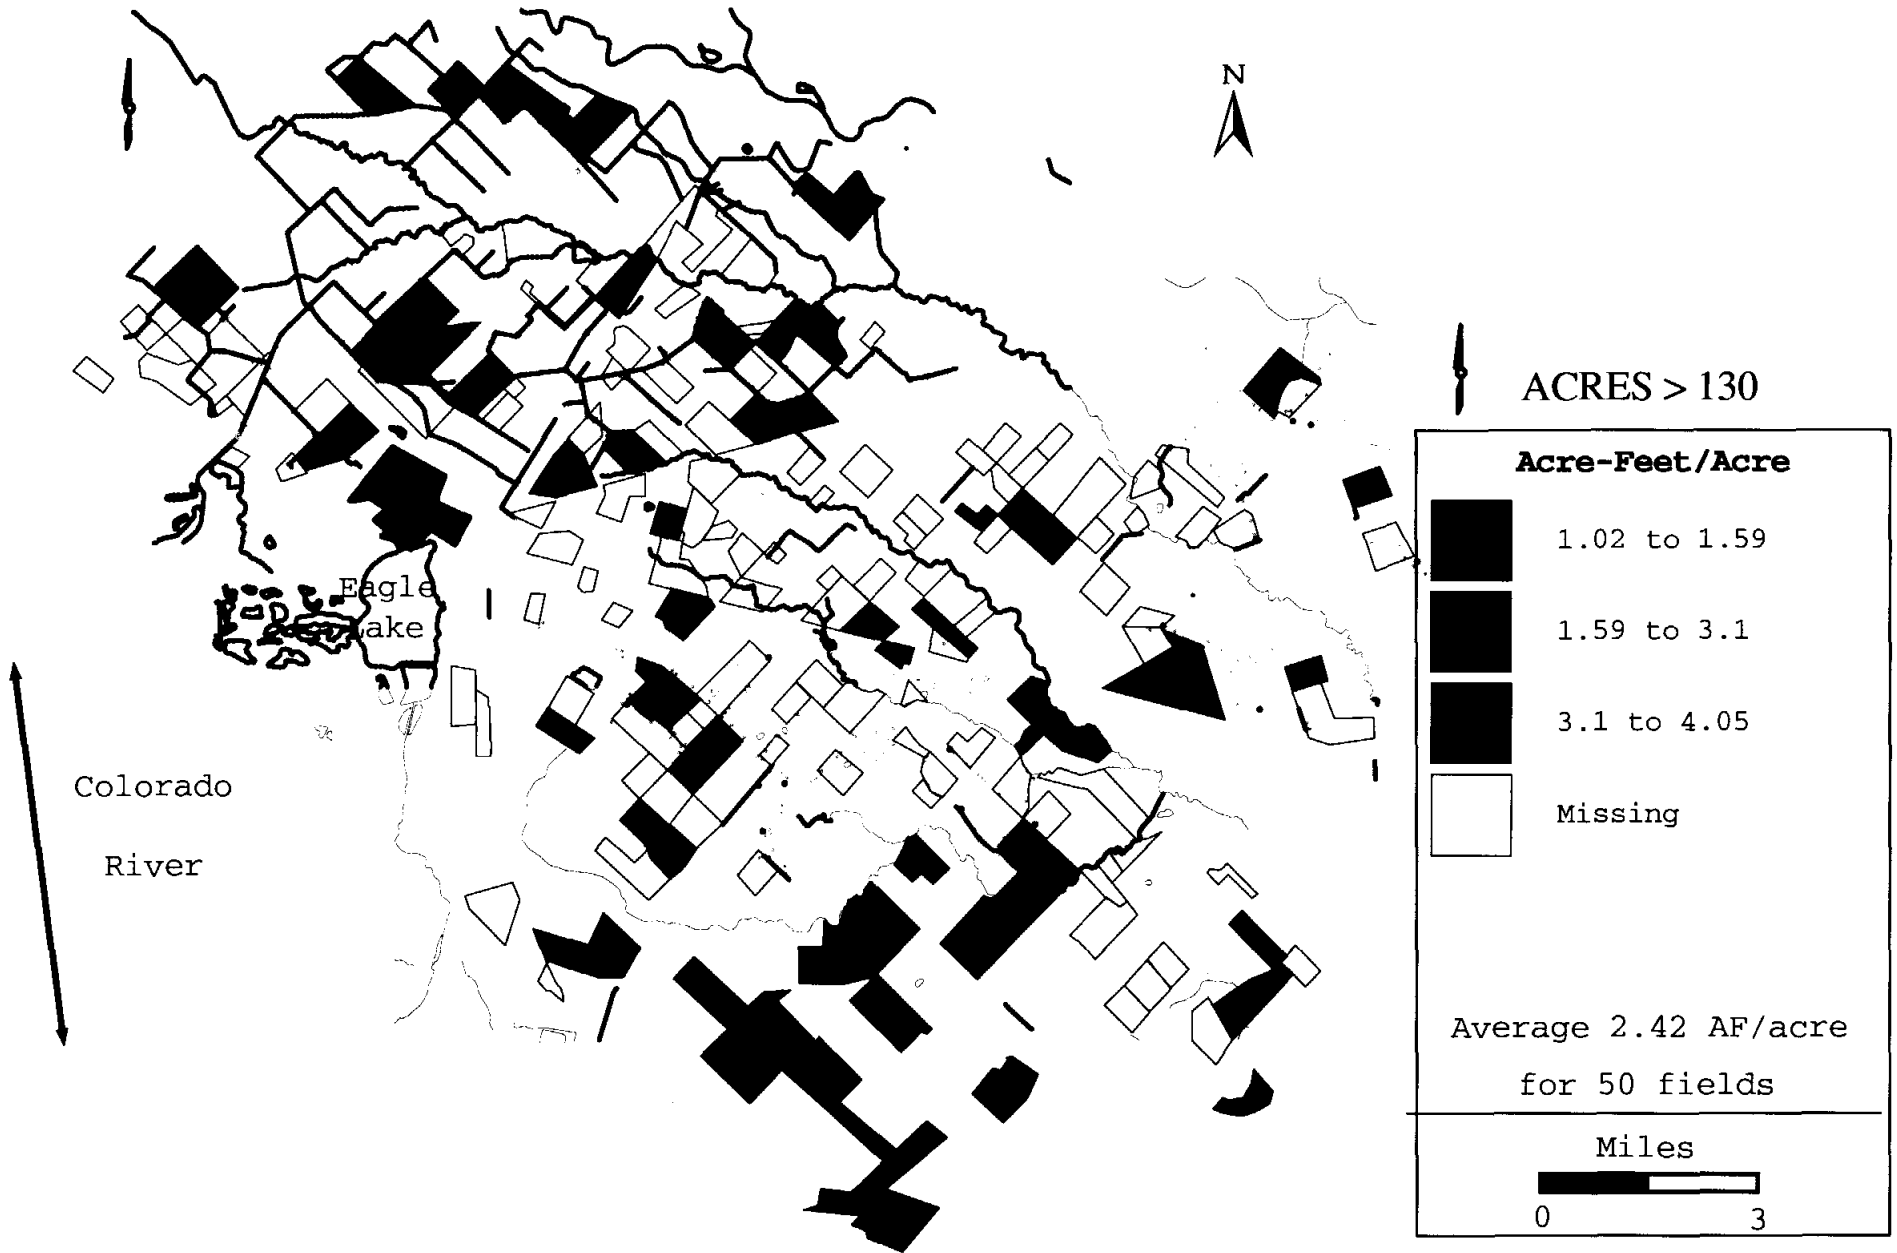 N
ACRES > 130
Acre-Feet/Acre
1.02 to 1.59
1.59 to 3.1
3.1 to 4.05
Missing
Average 2.42 AF/acre
for 50 fields
Miles
0 3
Eagle
Lake
Colorado
River